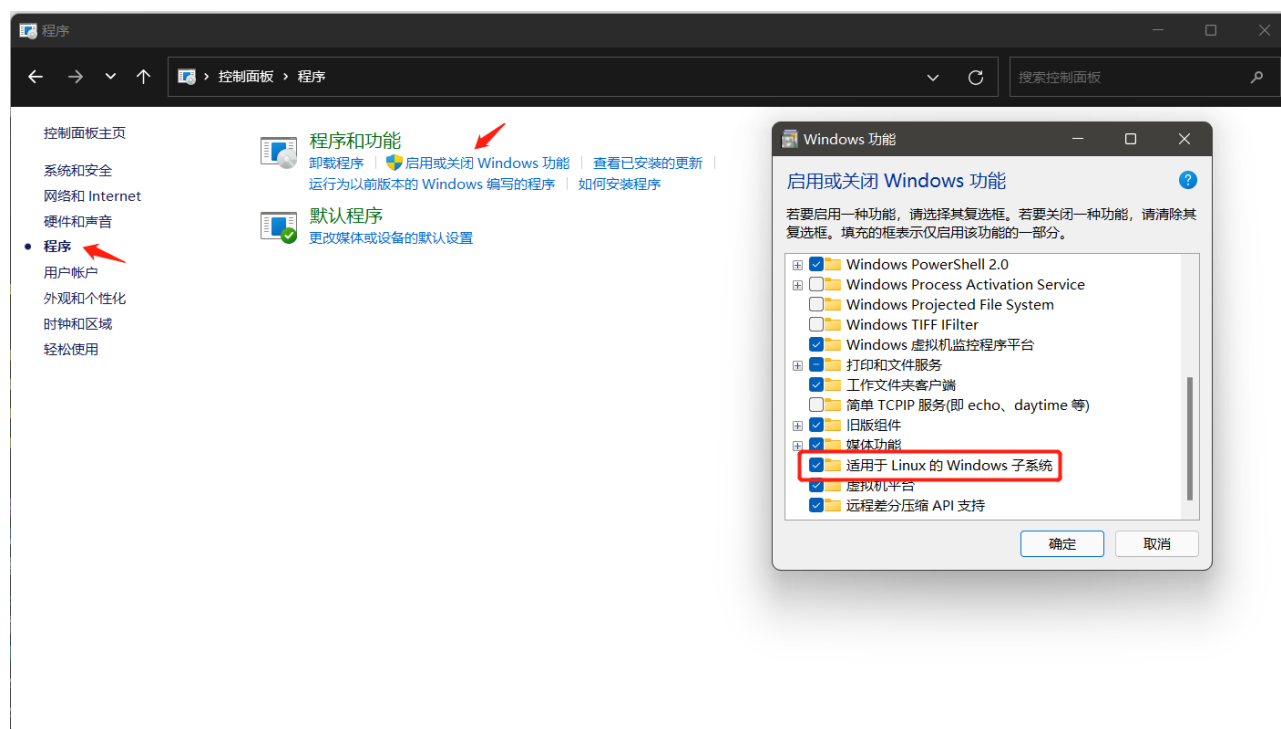 程序
控制面板 › 程序
搜索控制面板
控制面板主页
系统和安全
网络和 Internet
硬件和声音
程序
用户帐户
外观和个性化
时钟和区域
轻松使用
程序和功能
卸载程序 启用或关闭 Windows 功能 查看已安装的更新
运行为以前版本的 Windows 编写的程序 如何安装程序
默认程序
更改媒体或设备的默认设置
Windows 功能
启用或关闭 Windows 功能
若要启用一种功能，请选择其复选框。若要关闭一种功能，请清除其
复选框。填充的框表示仅启用该功能的一部分。
Windows PowerShell 2.0
Windows Process Activation Service
Windows Projected File System
Windows TIFF IFilter
Windows 虚拟机监控程序平台
打印和文件服务
工作文件夹客户端
简单 TCPIP 服务(即 echo、daytime 等)
旧版组件
媒体功能
适用于 Linux 的 Windows 子系统
虚拟机平台
远程差分压缩 API 支持
确定 取消